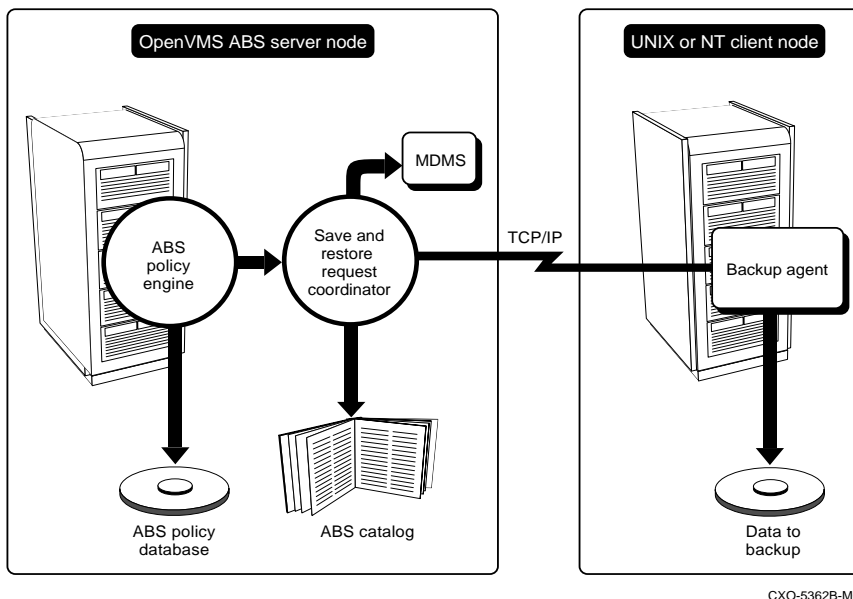 OpenVMS ABS server node
UNIX or NT client node
MDMS
ABS
policy
engine
Save and
restore
request
coordinator
TCP/IP
Backup agent
ABS policy
database
ABS catalog
Data to
backup
CXO-5362B-MC